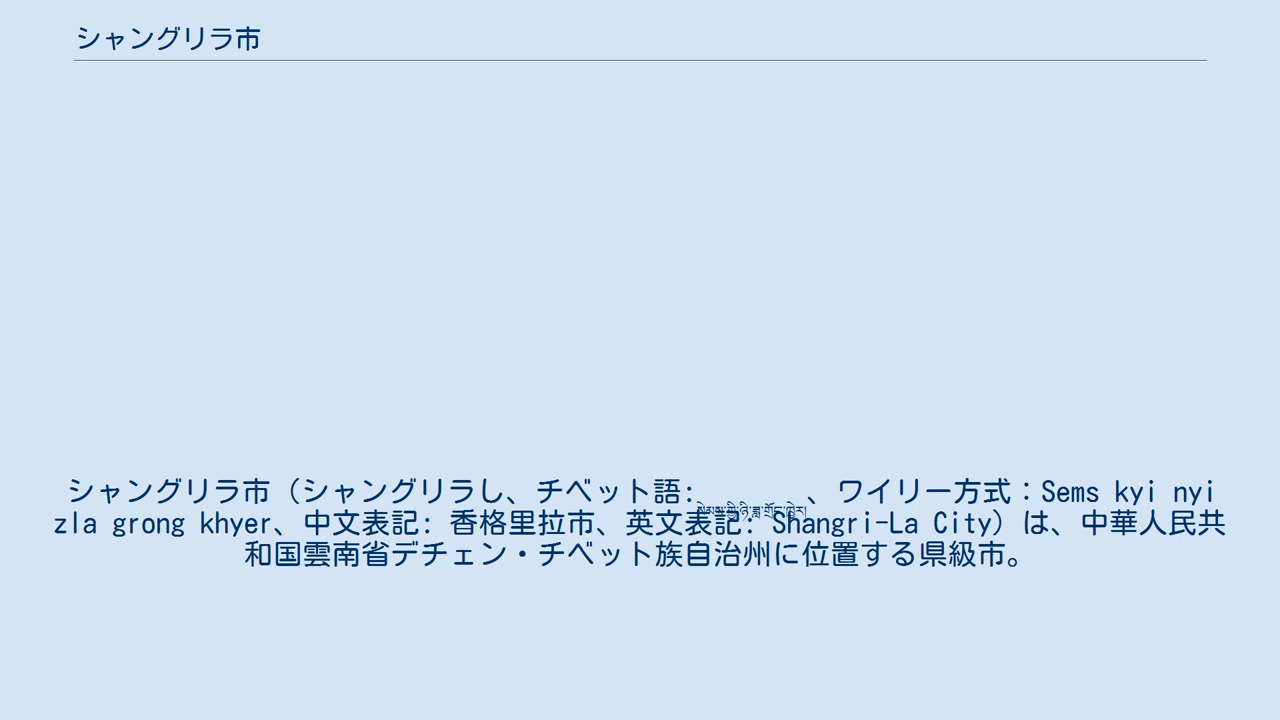 シャングリラ市
シャングリラ市（シャングリラし、チベット語: སེམས་ཀྱི་ཉི་ཟླ་གྲོང་ཁྱེར།、ワイリー方式：Sems kyi nyi
zla grong khyer、中文表記: 香格里拉市、英文表記: Shangri-La City）は、中華人民共
和国雲南省デチェン・チベット族自治州に位置する県級市。